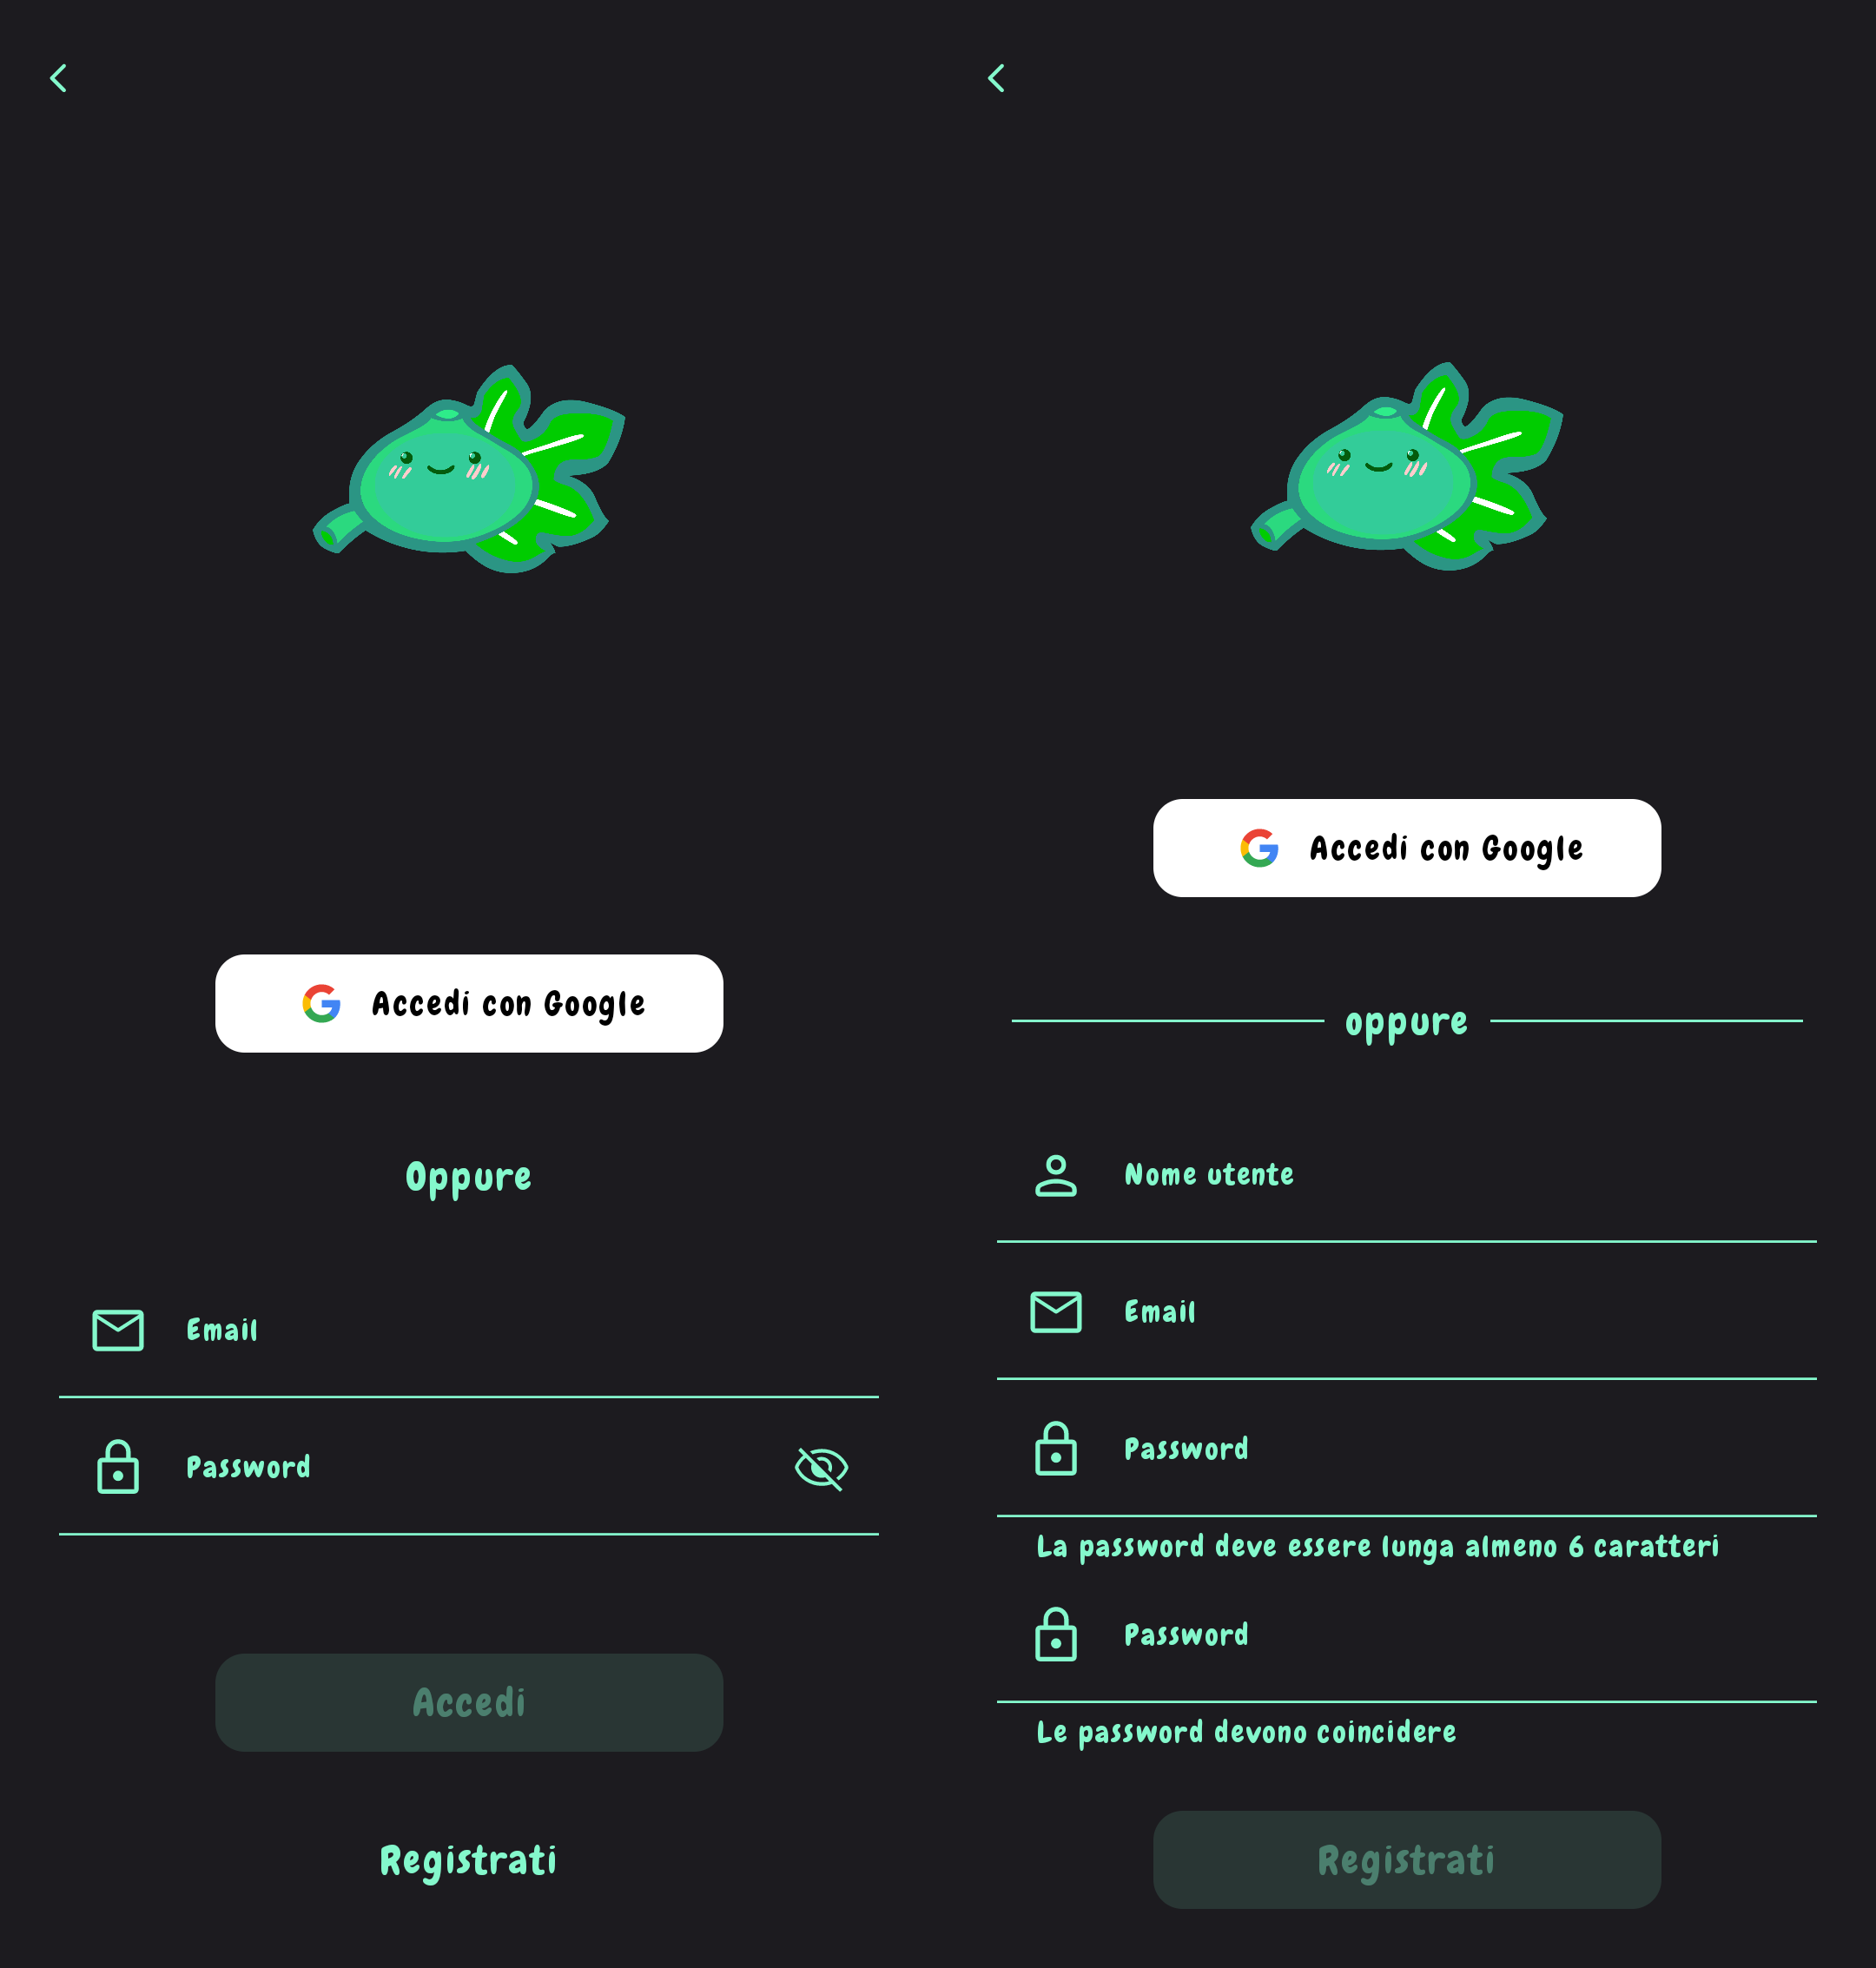 Accedi con Google
Oppure
Email
Password
Accedi
Registrati
Accedi con Google
oppure
Nome utente
Email
Password
La password deve essere lunga almeno 6 caratteri
Password
Le password devono coincidere
Registrati